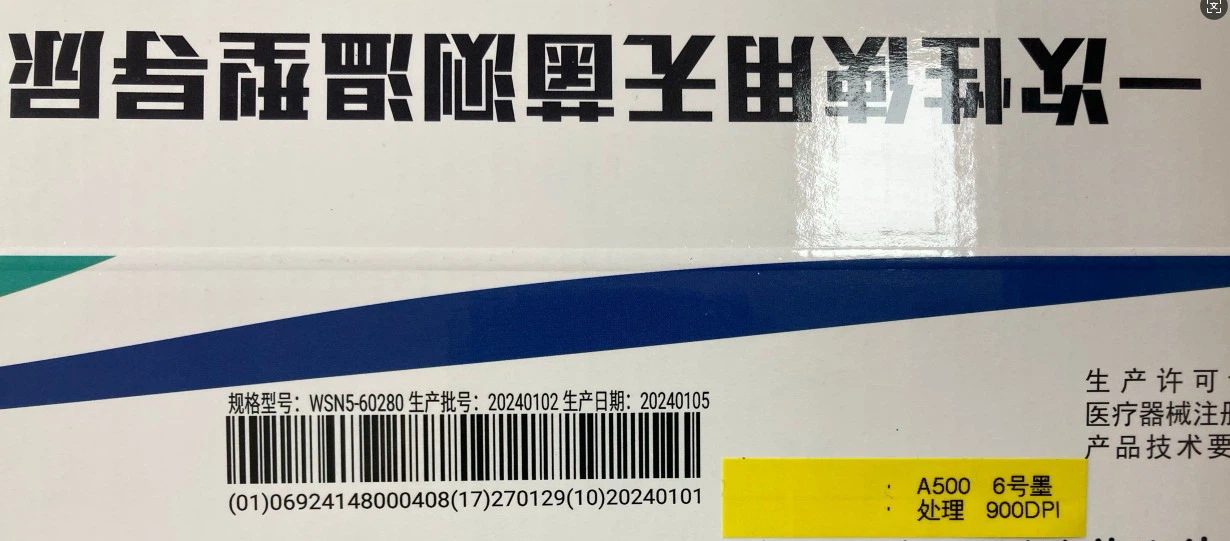 一次性使用无菌测温型导尿
规格型号：WSN5-60280 生产批号：20240102 生产日期：20240105
(01)06924148000408(17)270129(10)20240101
生产许可
医疗器械注册
产品技术要
： A500 6号墨
： 处理 900DPI